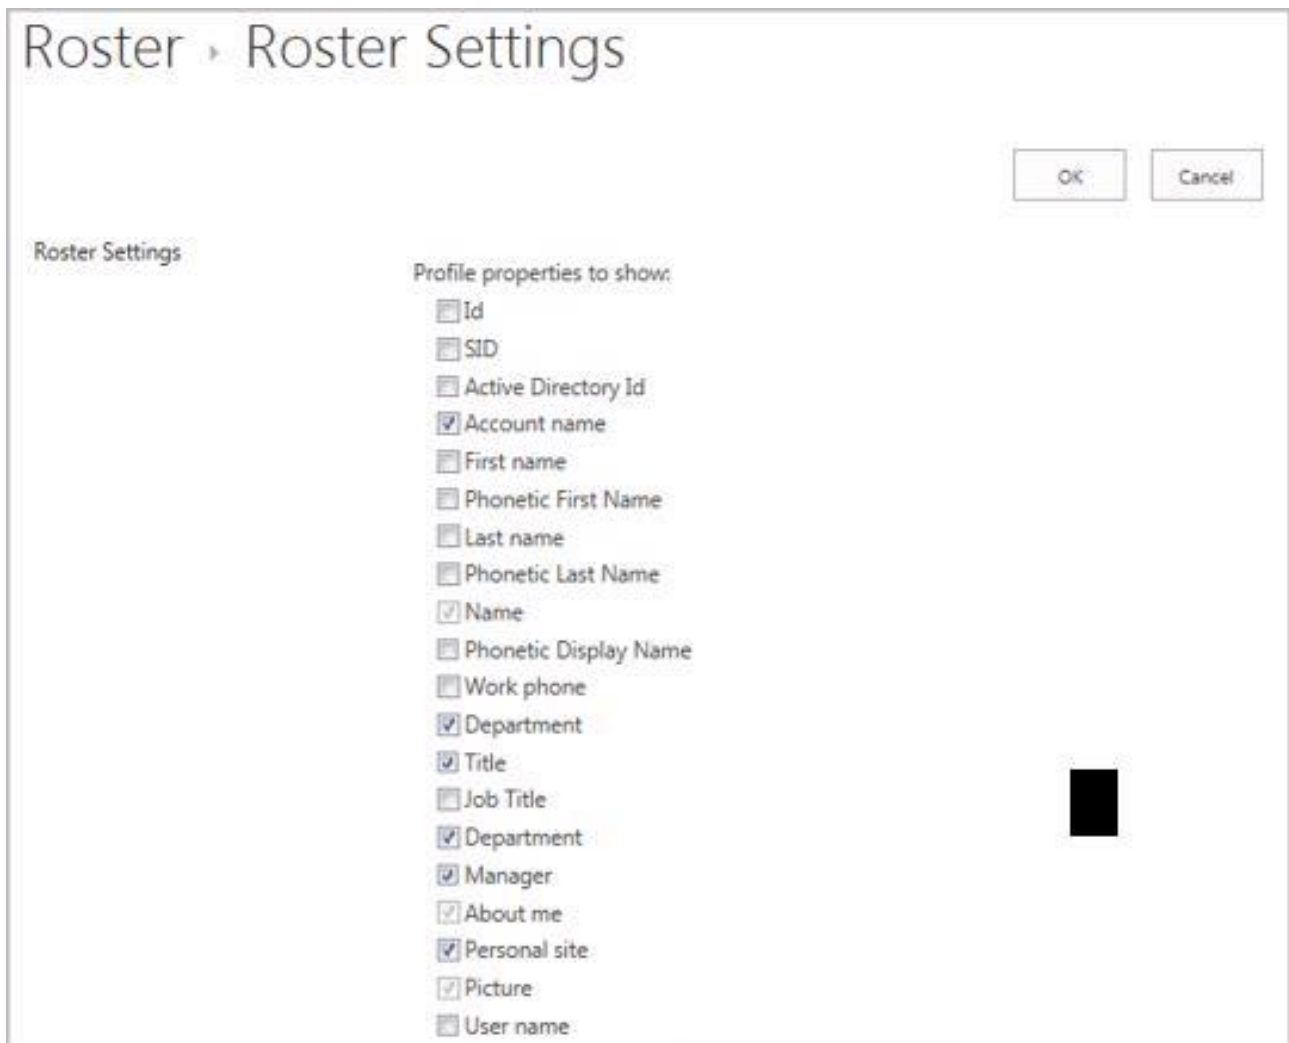 Roster ▸ Roster Settings
OK Cancel
Roster Settings
Profile properties to show:
Id
SID
Active Directory Id
Account name
First name
Phonetic First Name
Last name
Phonetic Last Name
Name
Phonetic Display Name
Work phone
Department
Title
Job Title
Department
Manager
About me
Personal site
Picture
User name